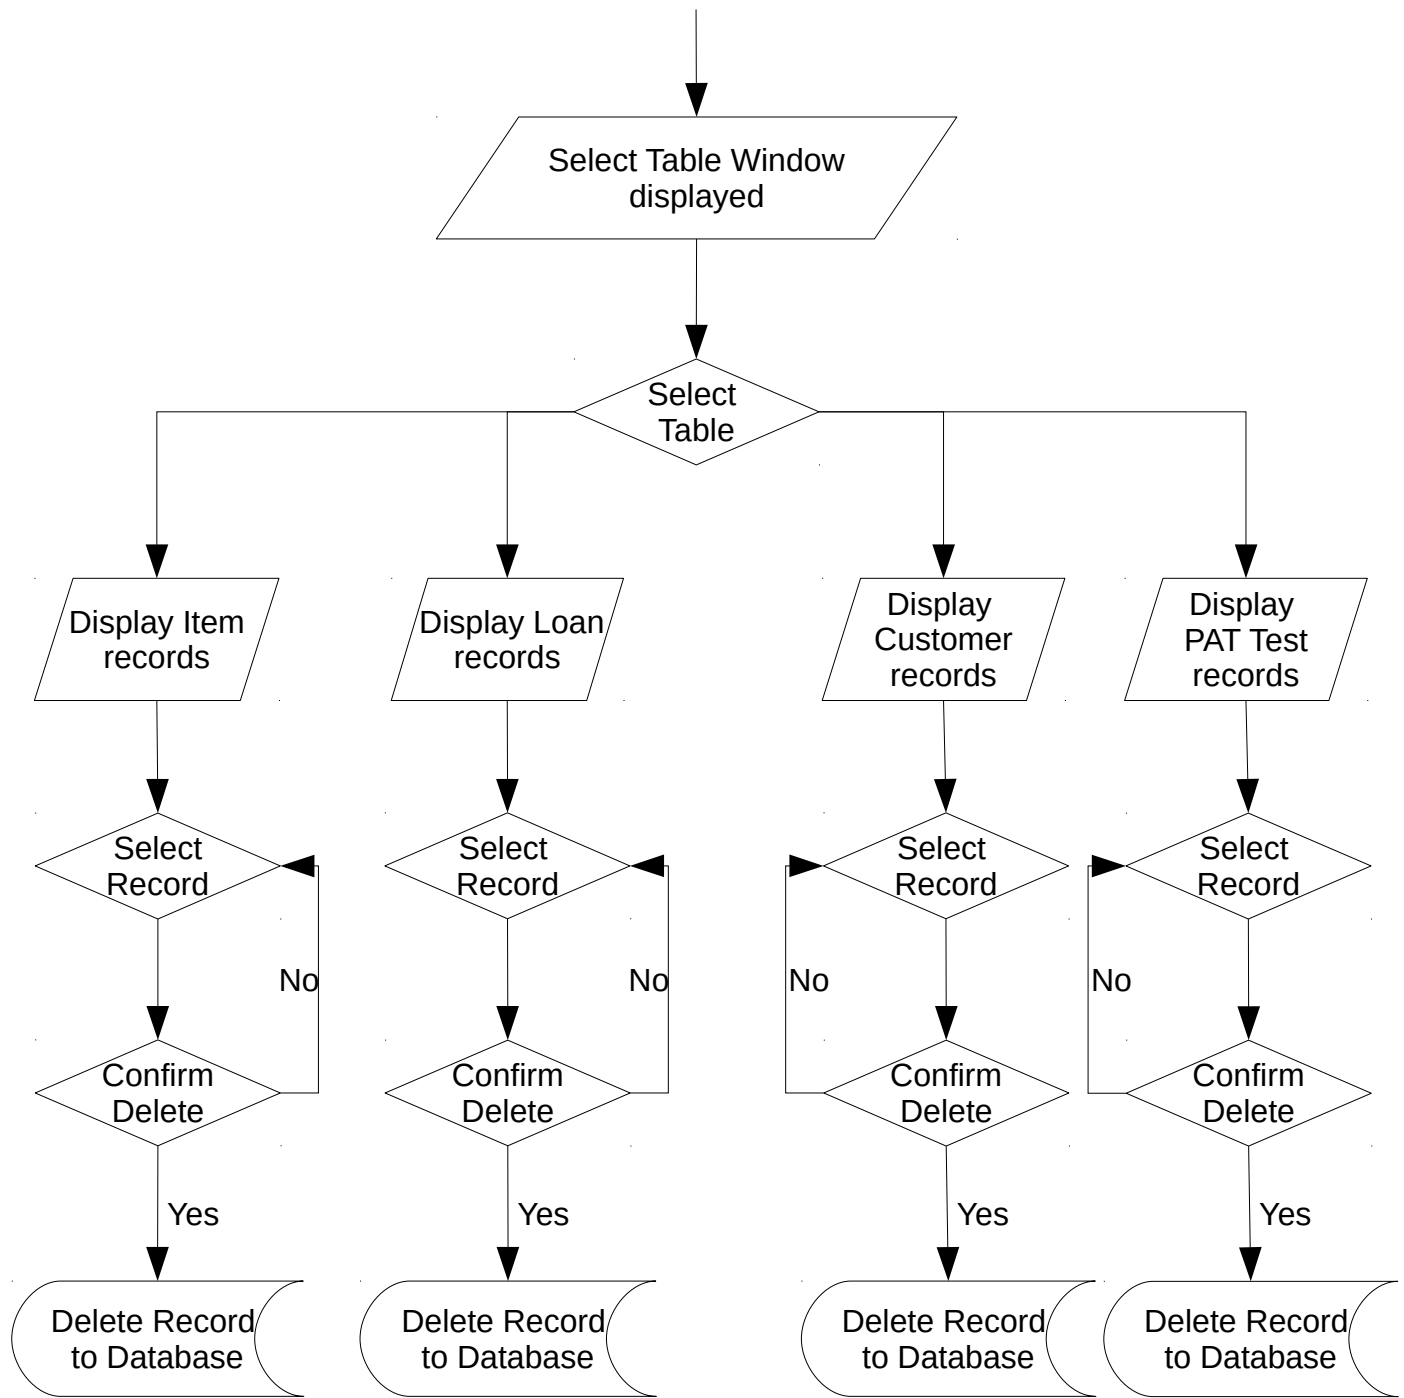 Select Table Window
displayed
Select
Table
Display Item
records
Display Loan
records
Display
Customer
records
Display
PAT Test
records
Select
Record
Select
Record
Select
Record
Select
Record
No
No
No
No
Confirm
Delete
Confirm
Delete
Confirm
Delete
Confirm
Delete
Yes
Yes
Yes
Yes
Delete Record
to Database
Delete Record
to Database
Delete Record
to Database
Delete Record
to Database